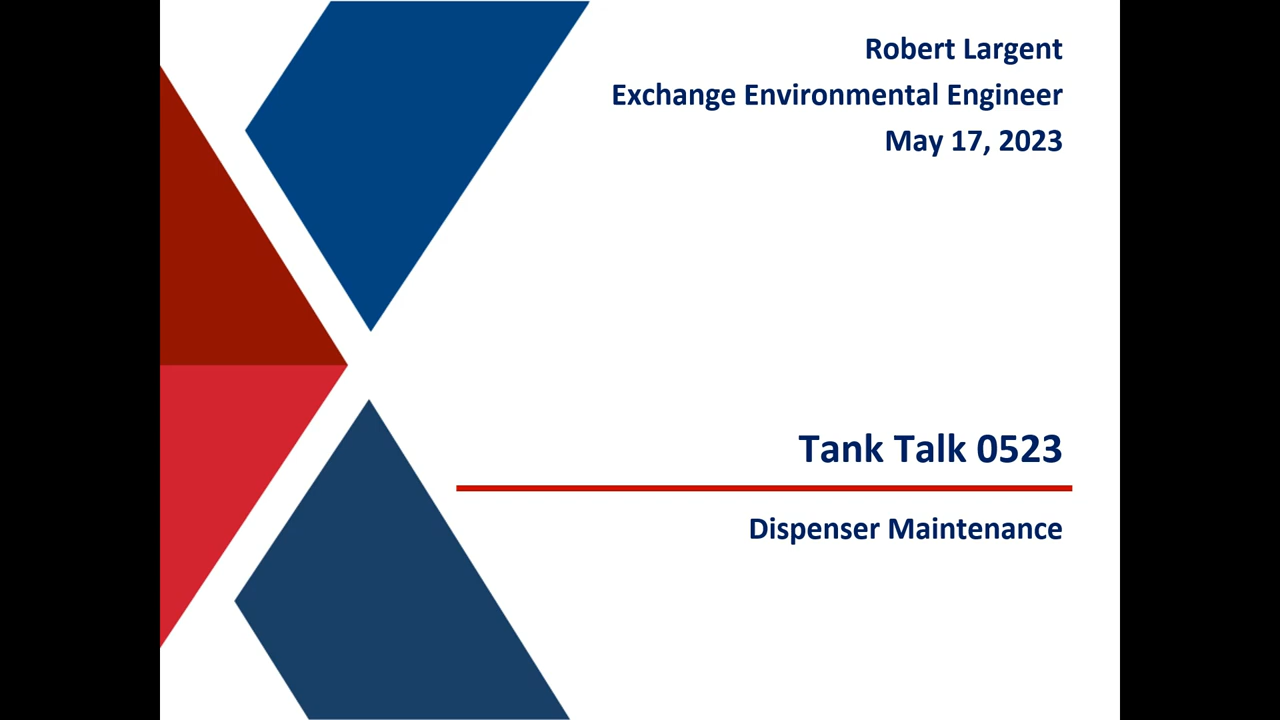 Robert Largent
Exchange Environmental Engineer
May 17, 2023
Tank Talk 0523
Dispenser Maintenance